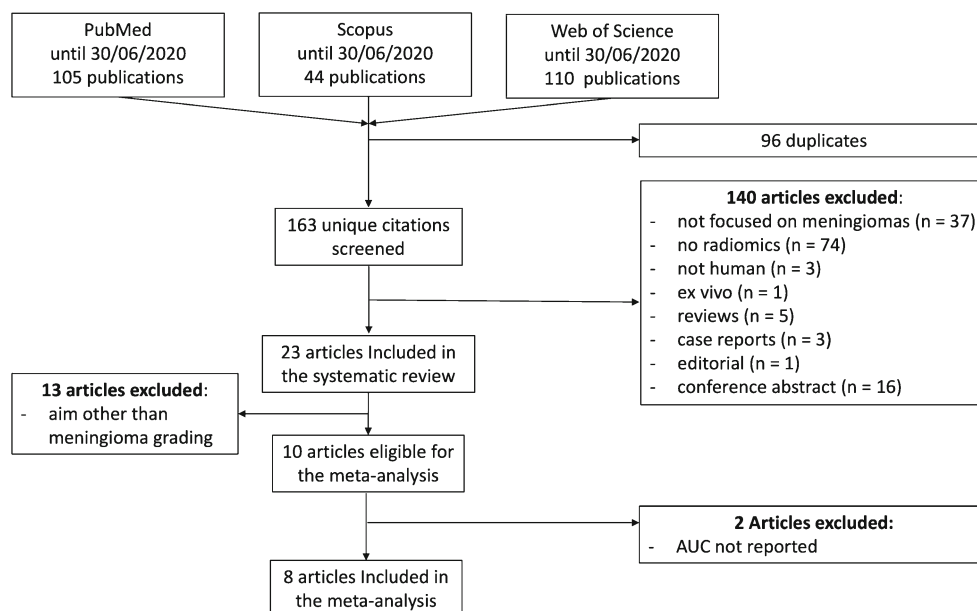 PubMed
until 30/06/2020
105 publications
Scopus
until 30/06/2020
44 publications
Web of Science
until 30/06/2020
110 publications
96 duplicates
163 unique citations
screened
140 articles excluded:
- not focused on meningiomas (n = 37)
- no radiomics (n = 74)
- not human (n = 3)
- ex vivo (n = 1)
- reviews (n = 5)
- case reports (n = 3)
- editorial (n = 1)
- conference abstract (n = 16)
23 articles Included in
the systematic review
13 articles excluded:
- aim other than
meningioma grading
10 articles eligible for
the meta-analysis
2 Articles excluded:
- AUC not reported
8 articles Included in
the meta-analysis